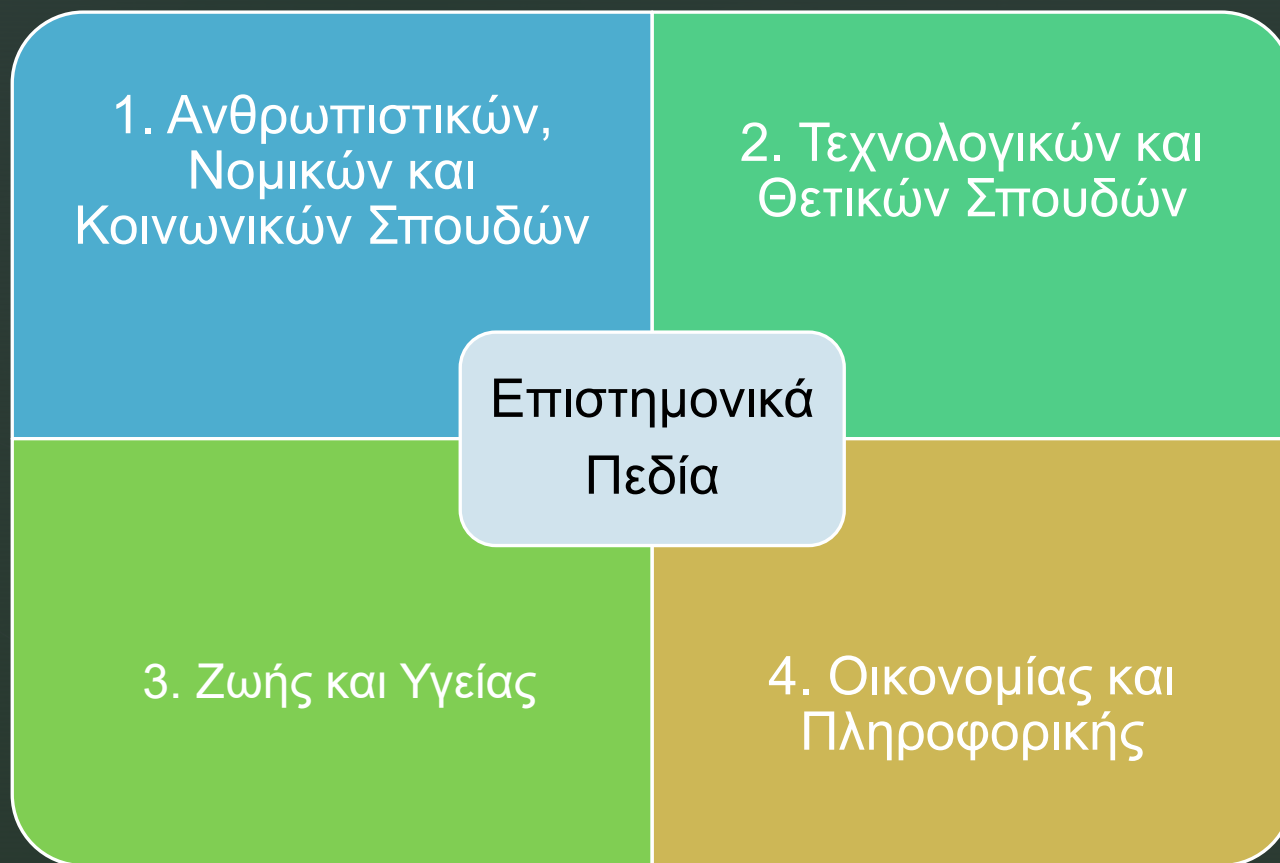 1. Ανθρωπιστικών,
Νομικών και
Κοινωνικών Σπουδών
2. Τεχνολογικών και
Θετικών Σπουδών
Επιστημονικά
Πεδία
3. Ζωής και Υγείας
4. Οικονομίας και
Πληροφορικής